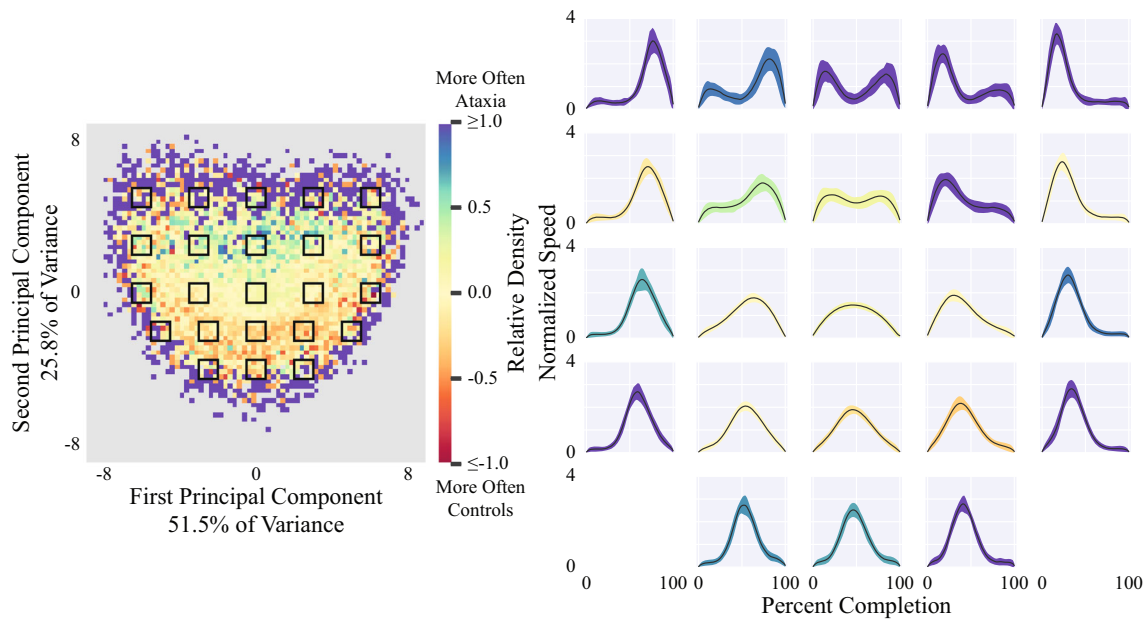 More Often
Ataxia
≥1.0
0.5
0.0
-0.5
≤-1.0
More Often
Controls
Relative Density
Second Principal Component
25.8% of Variance
8
0
-8
-8
0
8
First Principal Component
51.5% of Variance
Normalized Speed
4
0
4
0
4
0
4
0
4
0
0 100 0 100 0 100 0 100 0 100
Percent Completion